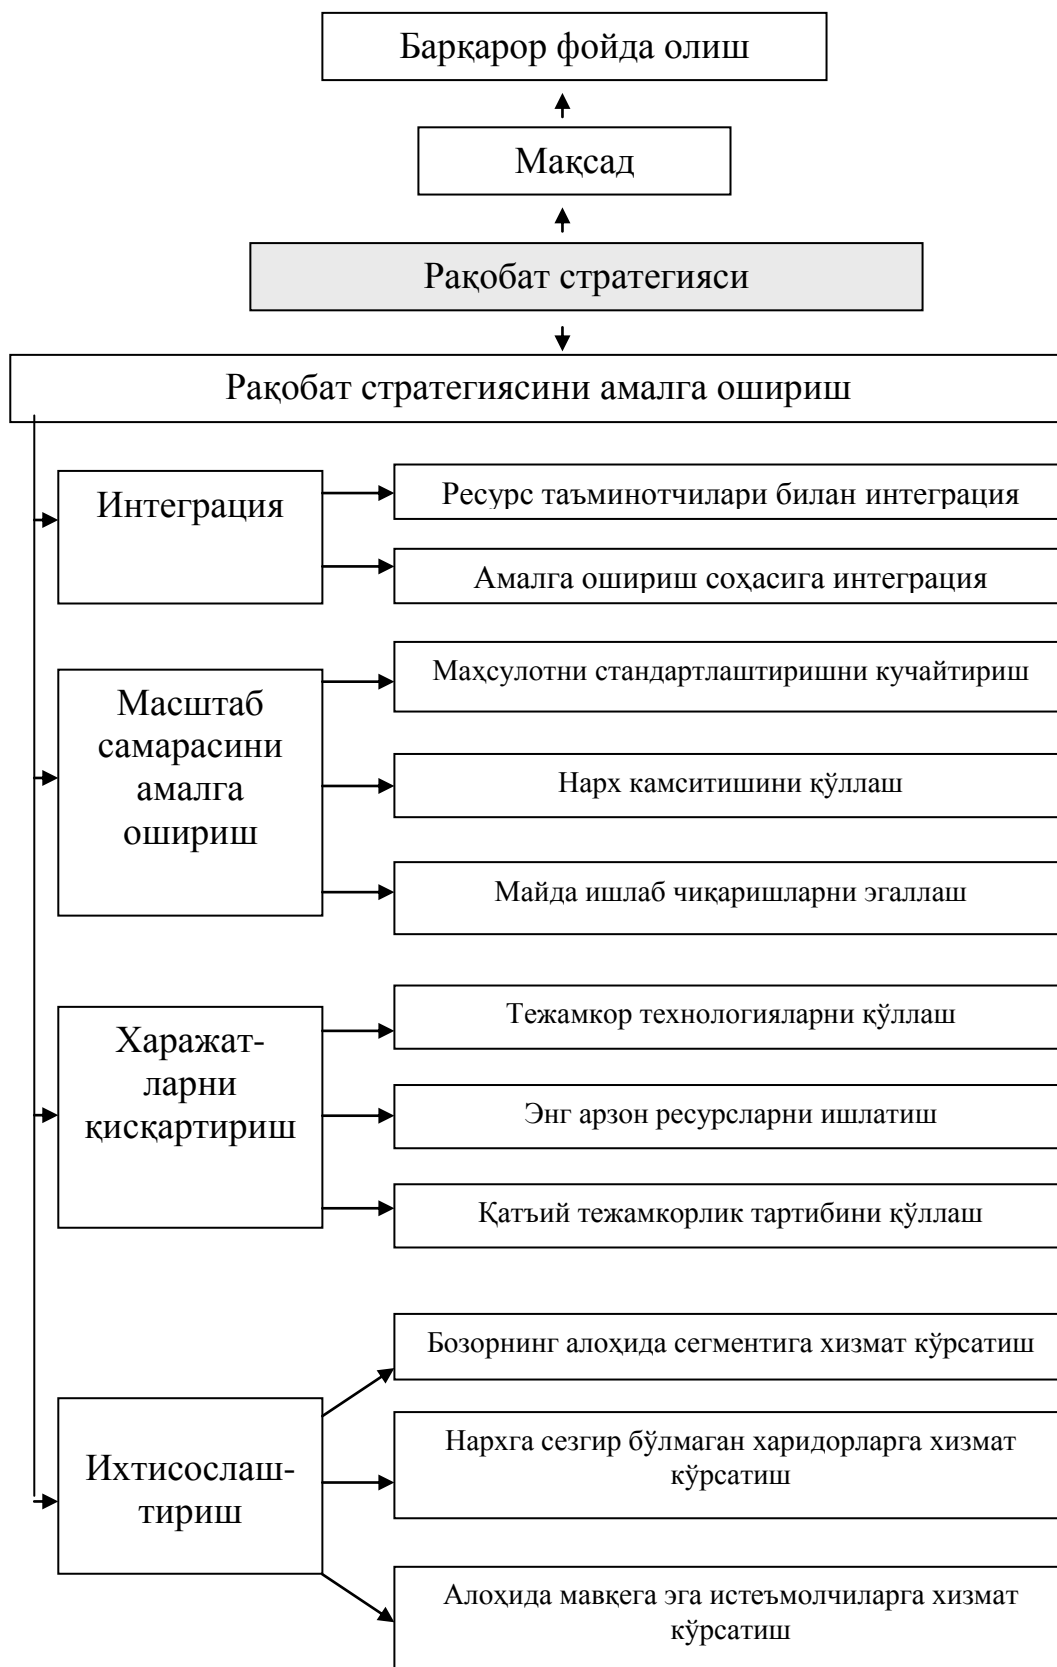 Барқарор фойда олиш
Мақсад
Рақобат стратегияси
Рақобат стратегиясини амалга ошириш
Интеграция
Ресурс таъминотчилари билан интеграция
Амалга ошириш соҳасига интеграция
Масштаб
самарасини
амалга
ошириш
Маҳсулотни стандартлаштиришни кучайтириш
Нарх камситишини қўллаш
Майда ишлаб чиқаришларни эгаллаш
Харажат-
ларни
қисқартириш
Тежамкор технологияларни қўллаш
Энг арзон ресурсларни ишлатиш
Қатъий тежамкорлик тартибини қўллаш
Ихтисослаш-
тириш
Бозорнинг алоҳида сегментига хизмат кўрсатиш
Нархга сезгир бўлмаган харидорларга хизмат
кўрсатиш
Алоҳида мавқега эга истеъмолчиларга хизмат
кўрсатиш